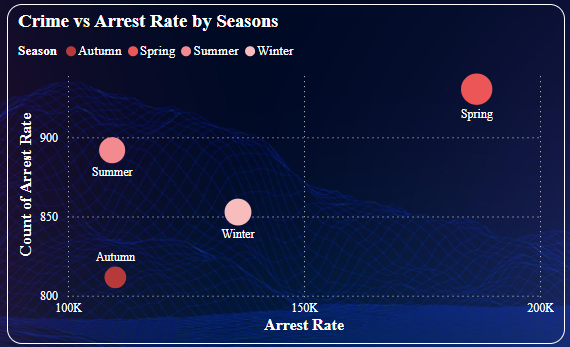 Crime vs Arrest Rate by Seasons
Season Autumn Spring Summer Winter
Count of Arrest Rate
900
850
800
Spring
Summer
Winter
Autumn
100K 150K 200K
Arrest Rate